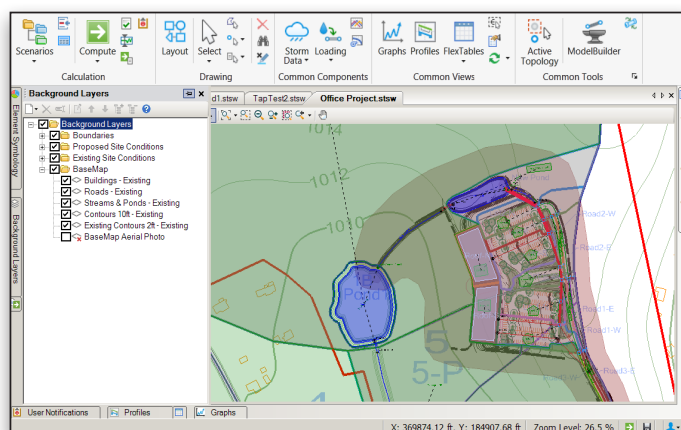 Scenarios
Compute
Layout
Select
Storm Data
Loading
Graphs
Profiles
FlexTables
Active Topology
ModelBuilder
Calculation
Drawing
Common Components
Common Views
Common Tools
Background Layers
d1.stsw
TapTest2.stsw
Office Project.stsw
Element Symbology
Background Layers
Background Layers
Boundaries
Proposed Site Conditions
Existing Site Conditions
BaseMap
Buildings - Existing
Roads - Existing
Streams & Ponds - Existing
Contours 10ft - Existing
Existing Contours 2ft - Existing
BaseMap Aerial Photo
1014
1012
1010
Road2-W
Road2-E
Road1-E
Road1-W
Road3-E
5
5-P
User Notifications
Profiles
Graphs
X: 369874.12 ft, Y: 184907.68 ft
Zoom Level: 26.5 %